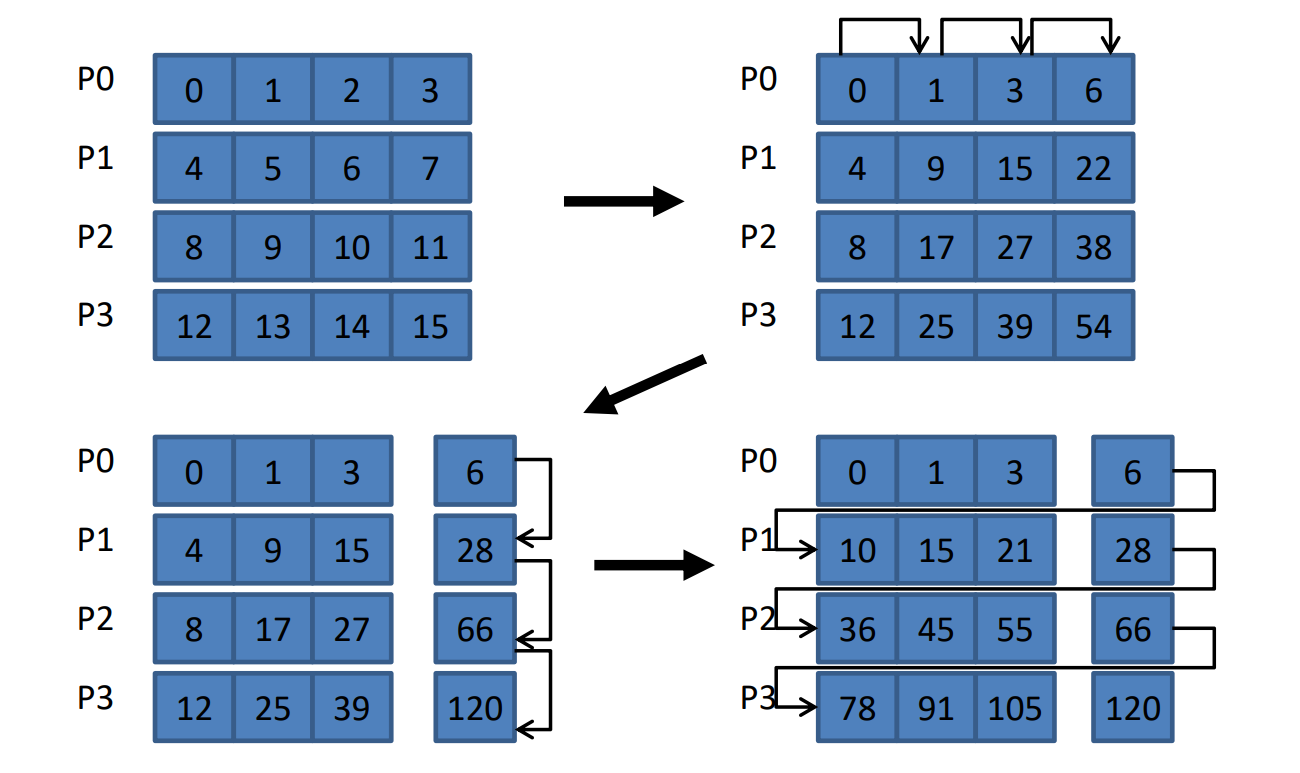 P0 0 1 2 3
P1 4 5 6 7
P2 8 9 10 11
P3 12 13 14 15
P0 0 1 3 6
P1 4 9 15 22
P2 8 17 27 38
P3 12 25 39 54
P0 0 1 3 6
P1 4 9 15 28
P2 8 17 27 66
P3 12 25 39 120
P0 0 1 3 6
P1 10 15 21 28
P2 36 45 55 66
P3 78 91 105 120